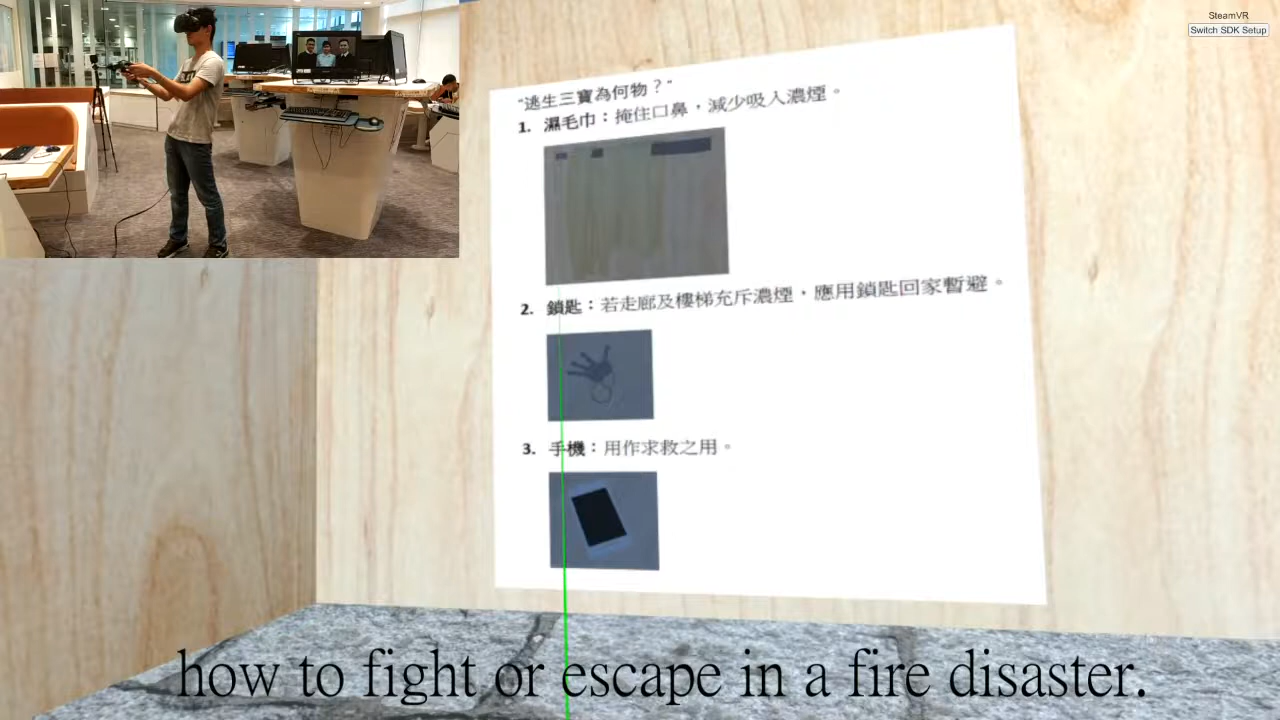 SteamVR
Switch SDK Setup
“逃生三寶為何物？”
1. 濕毛巾：掩住口鼻，減少吸入濃煙。
2. 鎖匙：若走廊及樓梯充斥濃煙，應用鎖匙回家暫避。
3. 手機：用作求救之用。
how to fight or escape in a fire disaster.